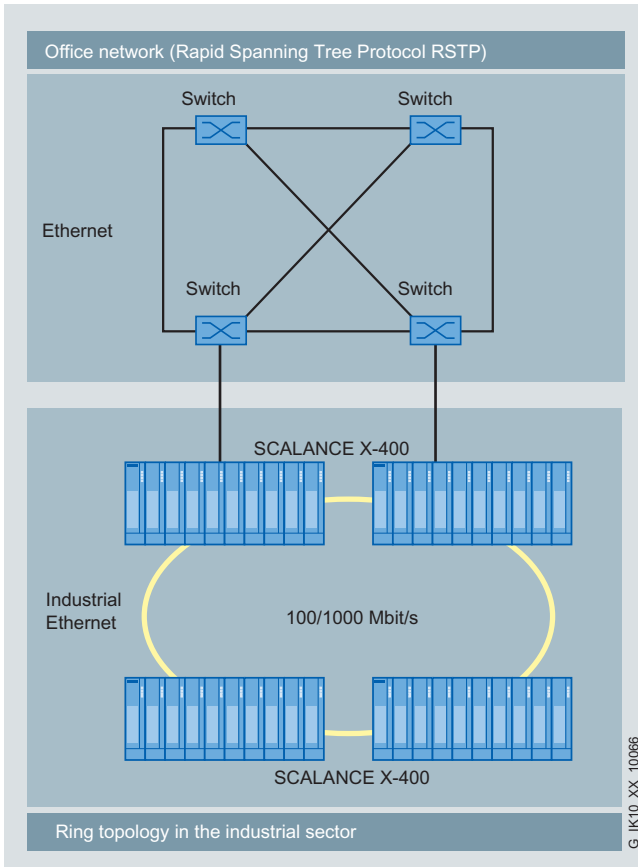 Office network (Rapid Spanning Tree Protocol RSTP)
Switch
Switch
Ethernet
Switch
Switch
SCALANCE X-400
Industrial
Ethernet
100/1000 Mbit/s
SCALANCE X-400
Ring topology in the industrial sector
G_IK10_XX_10066